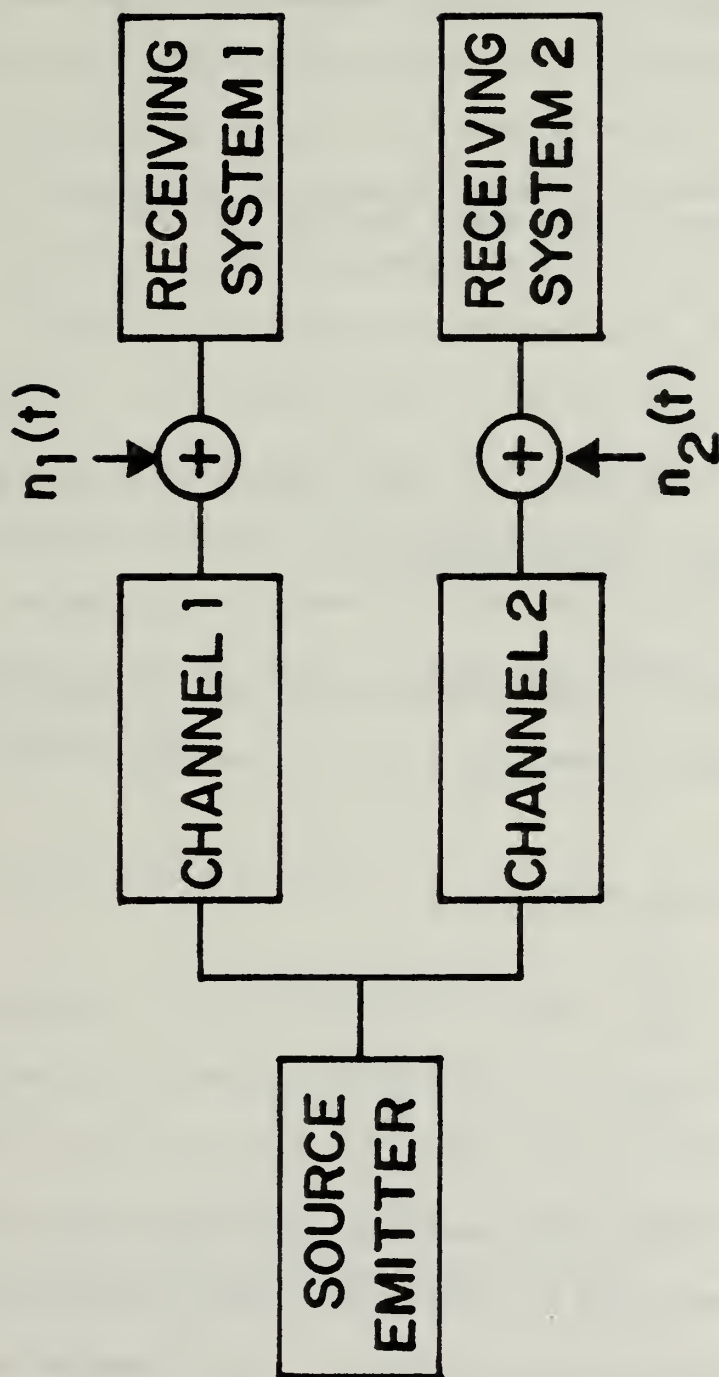 SOURCE
EMITTER
CHANNEL 1
CHANNEL 2
n₁(t)
+
+
n₂(t)
RECEIVING
SYSTEM 1
RECEIVING
SYSTEM 2